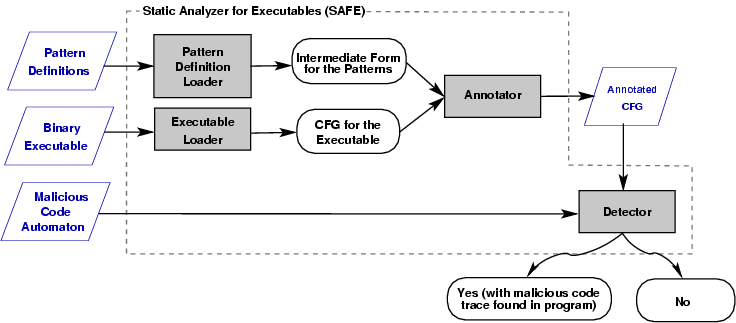 Static Analyzer for Executables (SAFE)
Pattern
Definitions
Pattern
Definition
Loader
Intermediate Form
for the Patterns
Annotator
Annotated
CFG
Binary
Executable
Executable
Loader
CFG for the
Executable
Malicious
Code
Automaton
Detector
Yes (with malicious code
trace found in program)
No